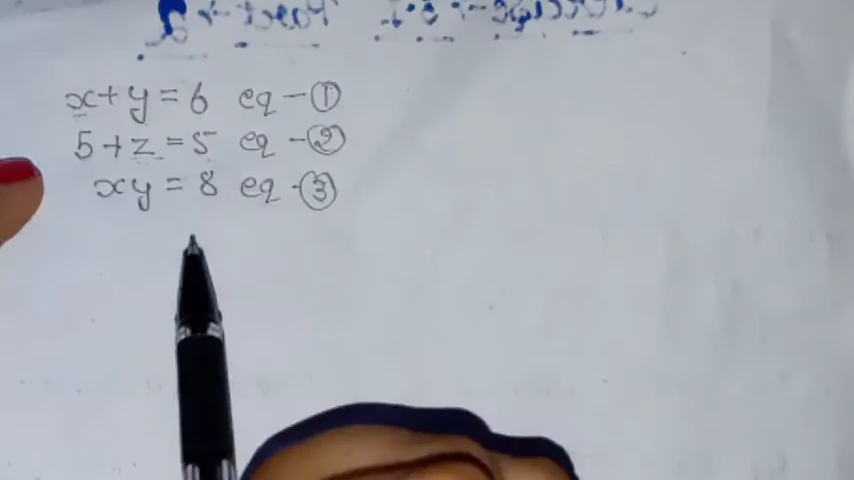 x+y=6 eq-①
5+z=5 eq-②
xy=8 eq-③